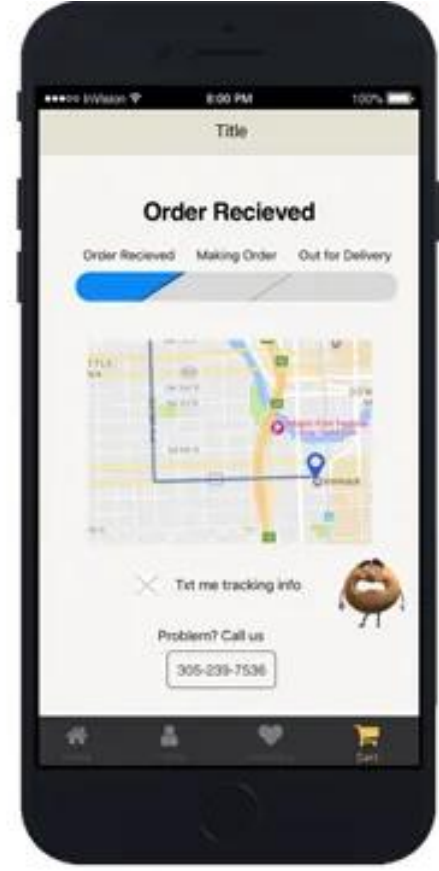 InVision 8:00 PM 100%
Title
Order Recieved
Order Recieved Making Order Out for Delivery
Txt me tracking info
Problem? Call us
305-239-7536
Cart